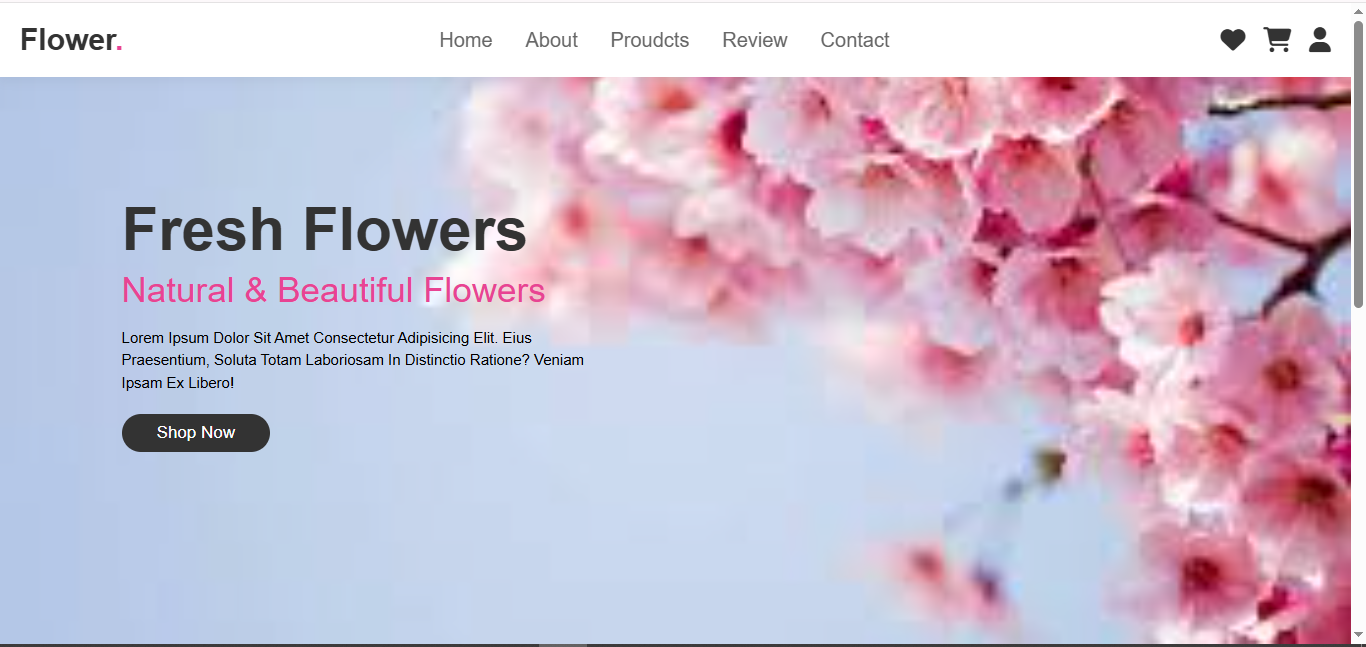 Flower.
Home About Proudcts Review Contact
Fresh Flowers
Natural & Beautiful Flowers
Lorem Ipsum Dolor Sit Amet Consectetur Adipisicing Elit. Eius
Praesentium, Soluta Totam Laboriosam In Distinctio Ratione? Veniam
Ipsam Ex Libero!
Shop Now